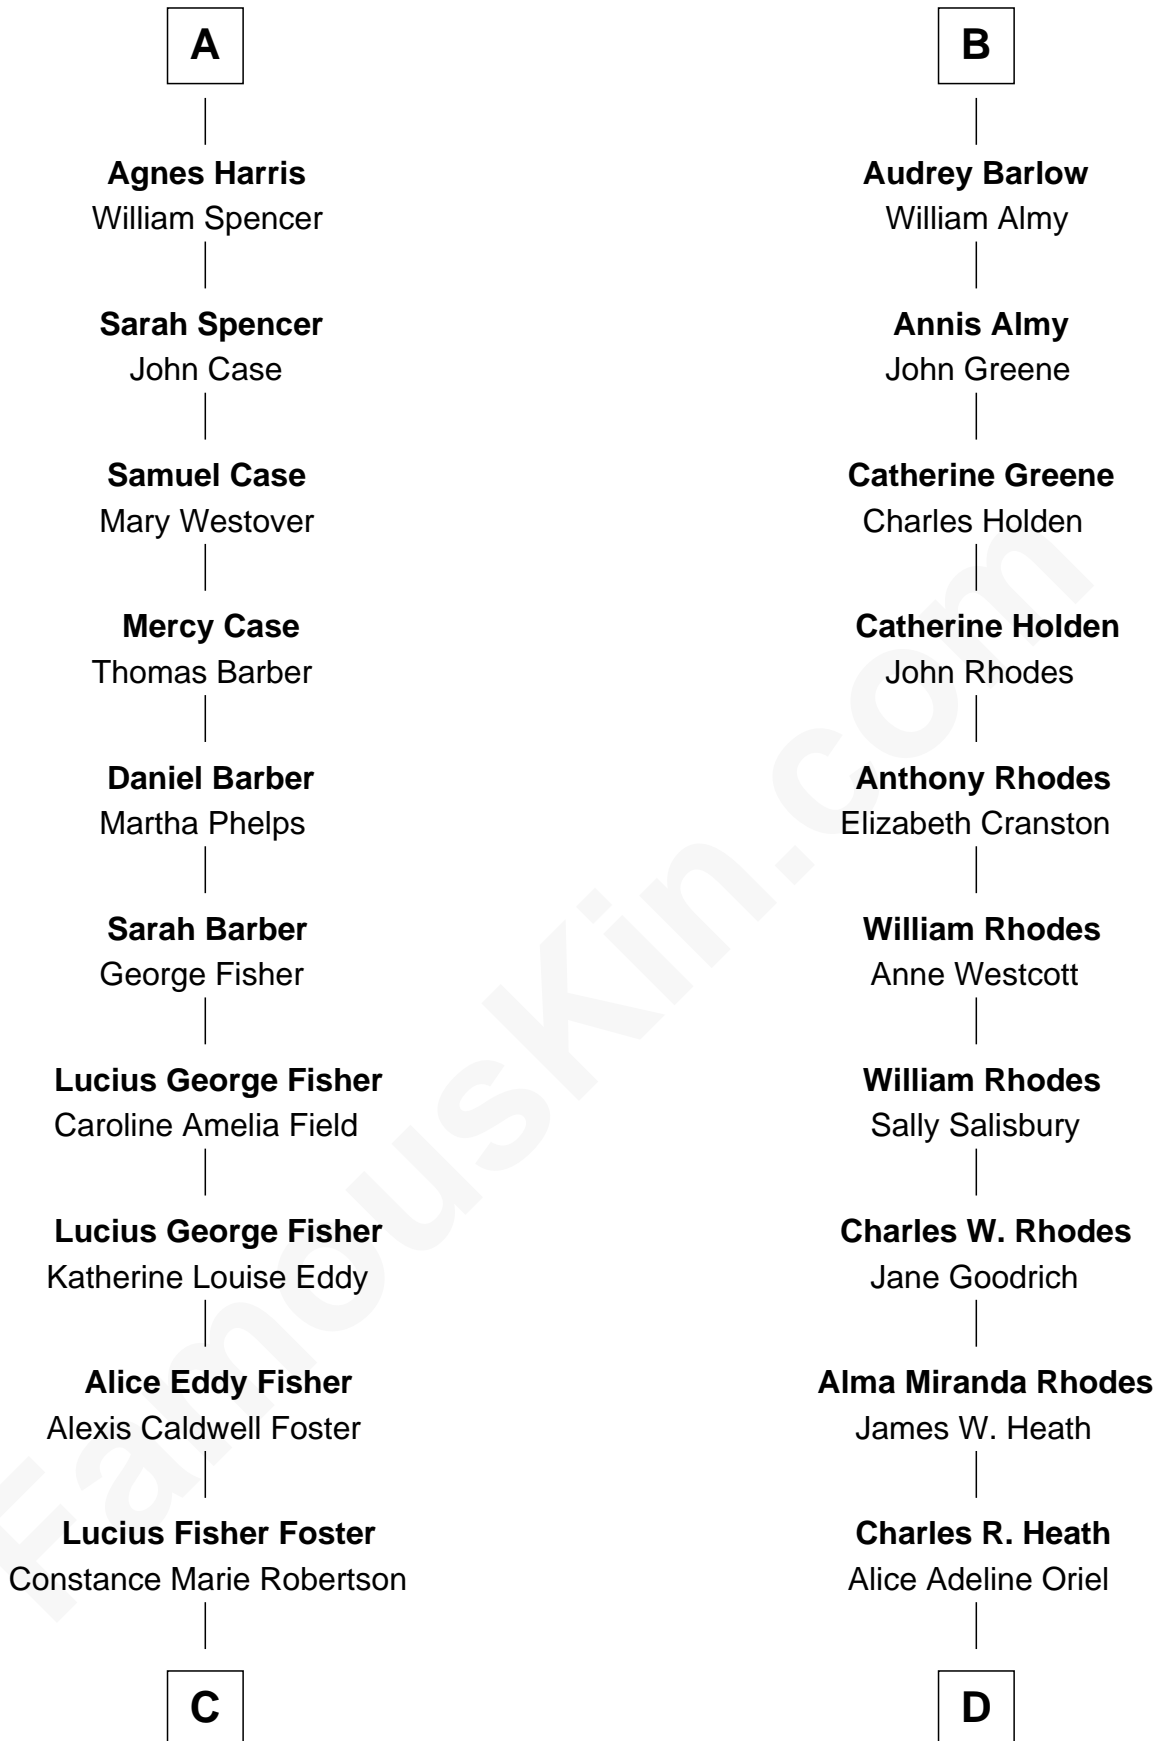 A
Agnes Harris
William Spencer
Sarah Spencer
John Case
Samuel Case
Mary Westover
Mercy Case
Thomas Barber
Daniel Barber
Martha Phelps
Sarah Barber
George Fisher
Lucius George Fisher
Caroline Amelia Field
Lucius George Fisher
Katherine Louise Eddy
Alice Eddy Fisher
Alexis Caldwell Foster
Lucius Fisher Foster
Constance Marie Robertson
C
B
Audrey Barlow
William Almy
Annis Almy
John Greene
Catherine Greene
Charles Holden
Catherine Holden
John Rhodes
Anthony Rhodes
Elizabeth Cranston
William Rhodes
Anne Westcott
William Rhodes
Sally Salisbury
Charles W. Rhodes
Jane Goodrich
Alma Miranda Rhodes
James W. Heath
Charles R. Heath
Alice Adeline Oriel
D
FamousKin.com